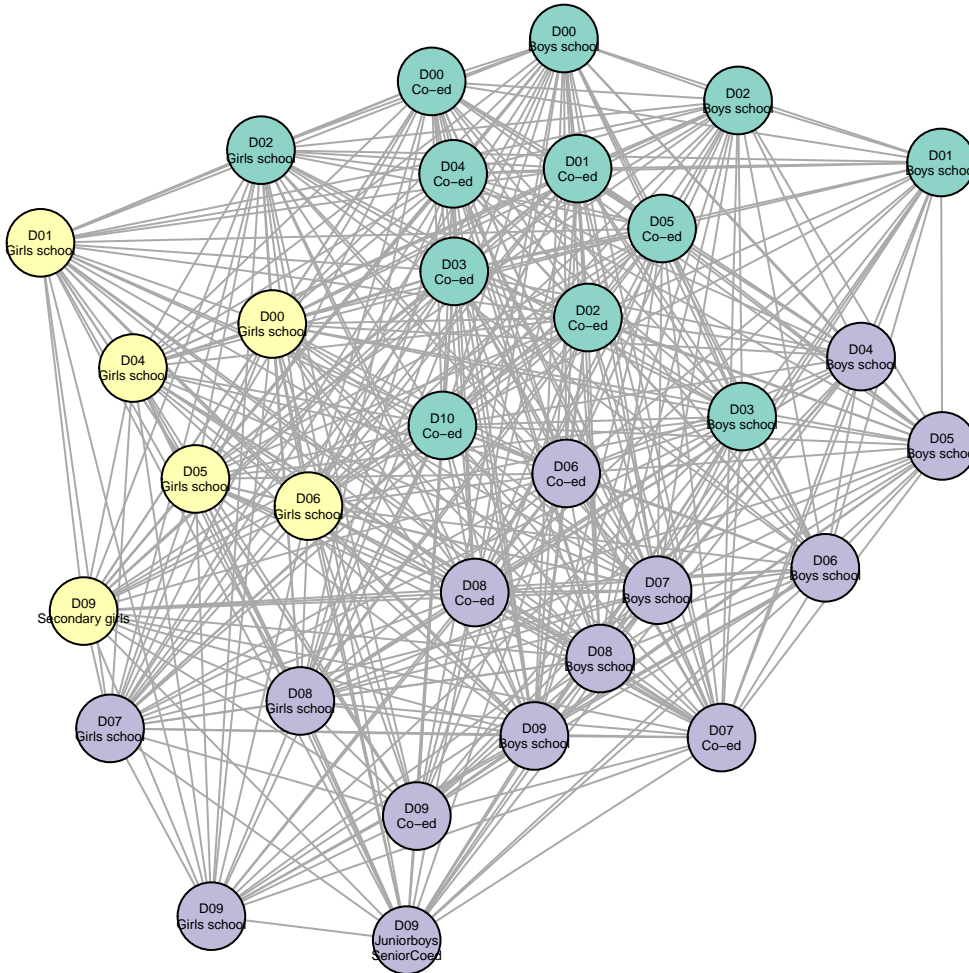 D00
Boys school
D00
Co-ed
D02
Boys school
D02
Girls school
D04
Co-ed
D01
Co-ed
D01
Boys school
D05
Co-ed
D01
Girls school
D03
Co-ed
D02
Co-ed
D00
Girls school
D04
Boys school
D04
Girls school
D03
Boys school
D10
Co-ed
D05
Boys school
D06
Co-ed
D05
Girls school
D06
Girls school
D06
Boys school
D08
Co-ed
D07
Boys school
D09
Secondary girls
D08
Boys school
D08
Girls school
D07
Girls school
D09
Boys school
D07
Co-ed
D09
Co-ed
D09
Girls school
D09
Juniorboys
SeniorCoed